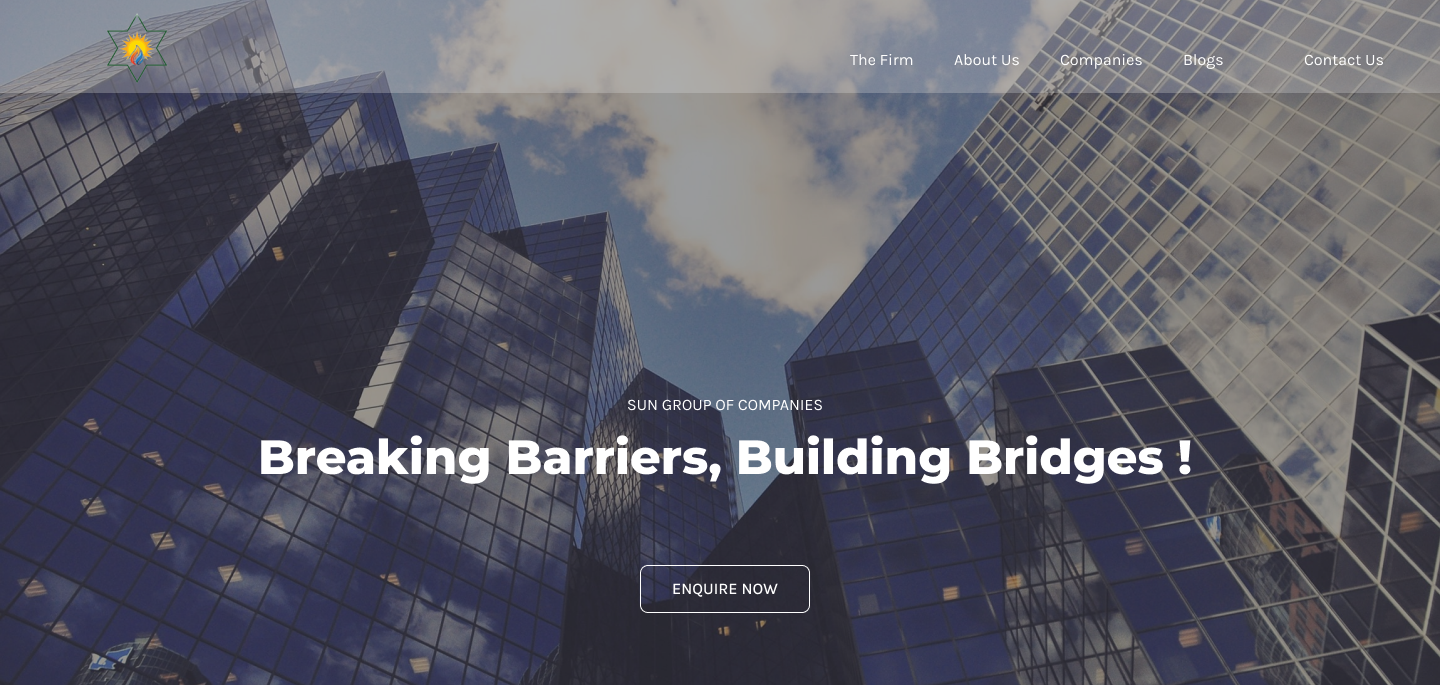 The Firm
About Us
Companies
Blogs
Contact Us
SUN GROUP OF COMPANIES
Breaking Barriers, Building Bridges !
ENQUIRE NOW